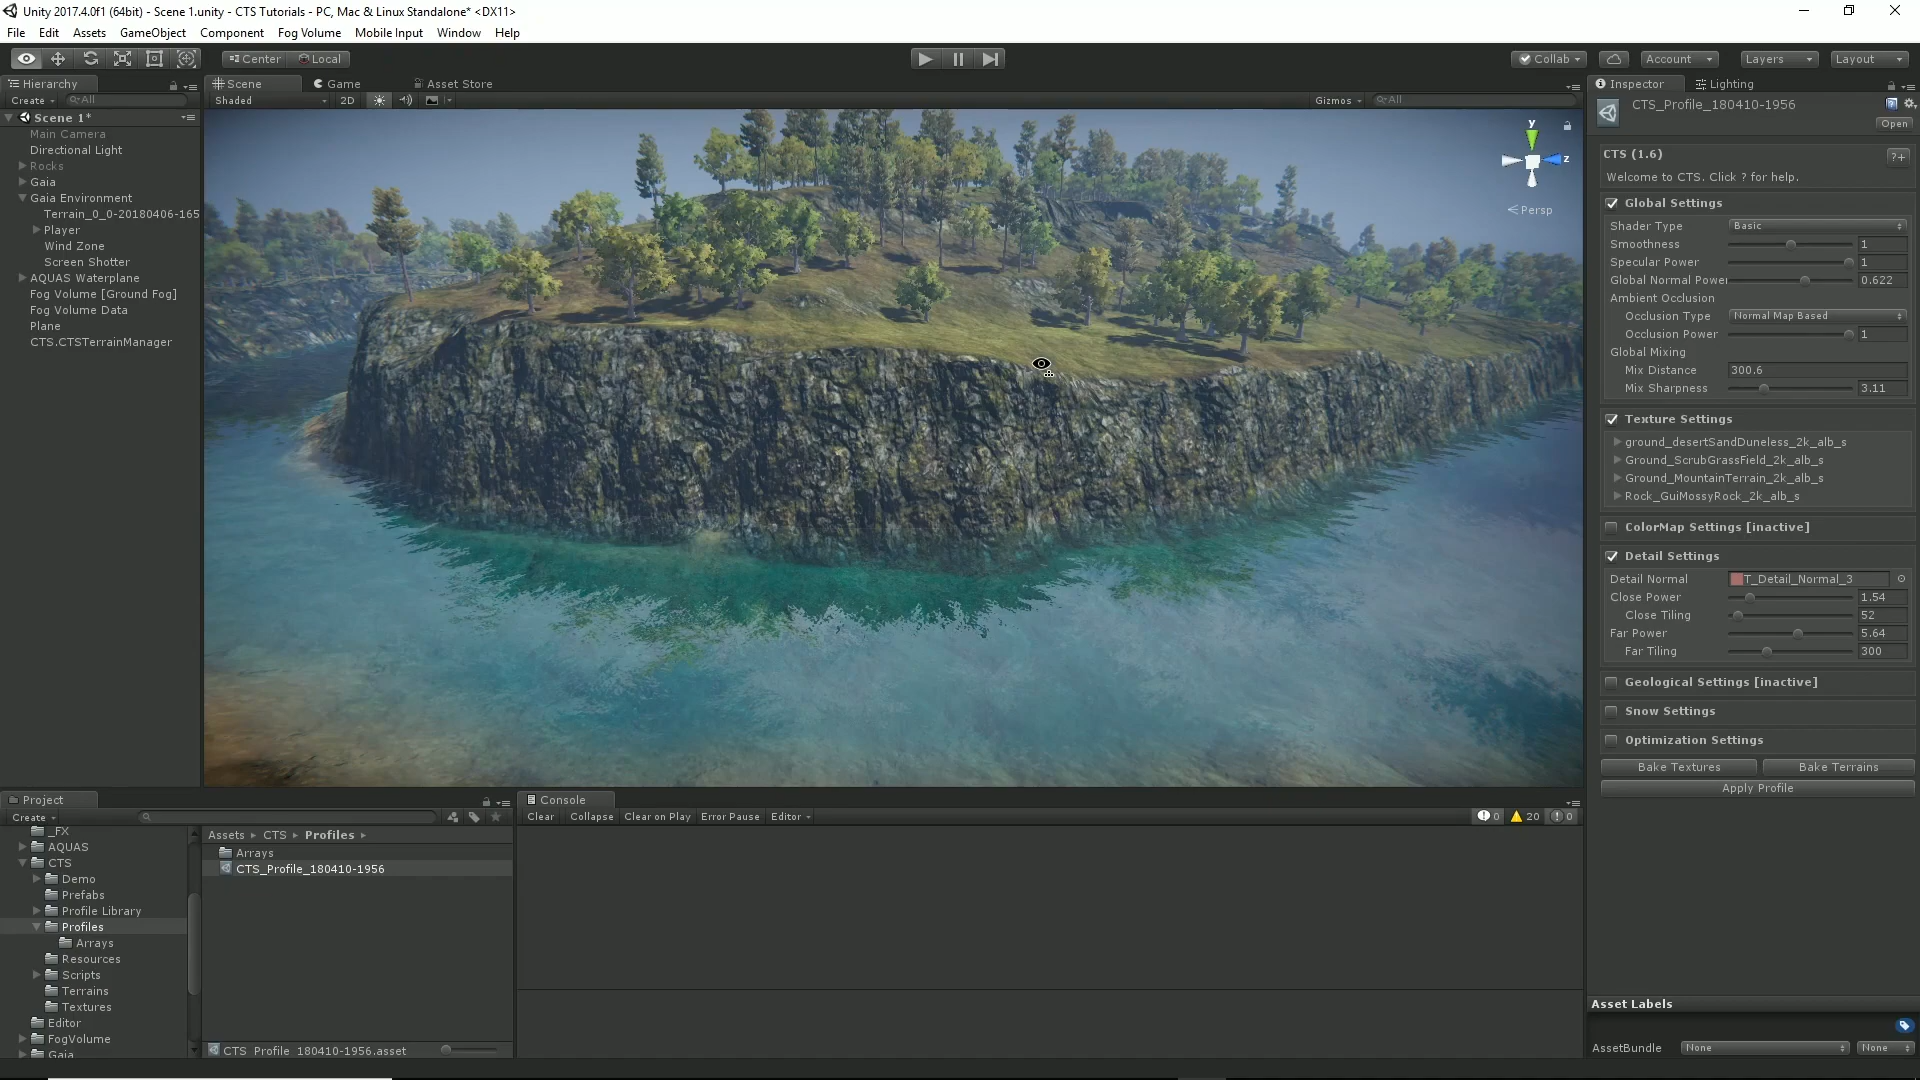 Unity 2017.4.0f1 (64bit) - Scene 1.unity - CTS Tutorials - PC, Mac & Linux Standalone* <DX11>
File Edit Assets GameObject Component Fog Volume Mobile Input Window Help
Center Local
Collab Account Layers Layout
Hierarchy
Create All
Scene 1*
Main Camera
Directional Light
Rocks
Gaia
Gaia Environment
Terrain_0_0-20180406-165
Player
Wind Zone
Screen Shotter
AQUAS Waterplane
Fog Volume [Ground Fog]
Fog Volume Data
Plane
CTS.CTSTerrainManager
Scene Game Asset Store
Shaded 2D Gizmos All
y
z
Persp
Inspector Lighting
CTS_Profile_180410-1956
Open
CTS (1.6) ?+
Welcome to CTS. Click ? for help.
Global Settings
Shader Type Basic
Smoothness 1
Specular Power 1
Global Normal Power 0.622
Ambient Occlusion
Occlusion Type Normal Map Based
Occlusion Power 1
Global Mixing
Mix Distance 300.6
Mix Sharpness 3.11
Texture Settings
ground_desertSandDuneless_2k_alb_s
Ground_ScrubGrassField_2k_alb_s
Ground_MountainTerrain_2k_alb_s
Rock_GuiMossyRock_2k_alb_s
ColorMap Settings [inactive]
Detail Settings
Detail Normal T_Detail_Normal_3
Close Power 1.54
Close Tiling 52
Far Power 5.64
Far Tiling 300
Geological Settings [inactive]
Snow Settings
Optimization Settings
Bake Textures Bake Terrains
Apply Profile
Asset Labels
AssetBundle None None
Project
Create
_FX
AQUAS
CTS
Demo
Prefabs
Profile Library
Profiles
Arrays
Resources
Scripts
Terrains
Textures
Editor
FogVolume
Gaia
Assets CTS Profiles
Arrays
CTS_Profile_180410-1956
CTS_Profile_180410-1956.asset
Console
Clear Collapse Clear on Play Error Pause Editor 0 20 0